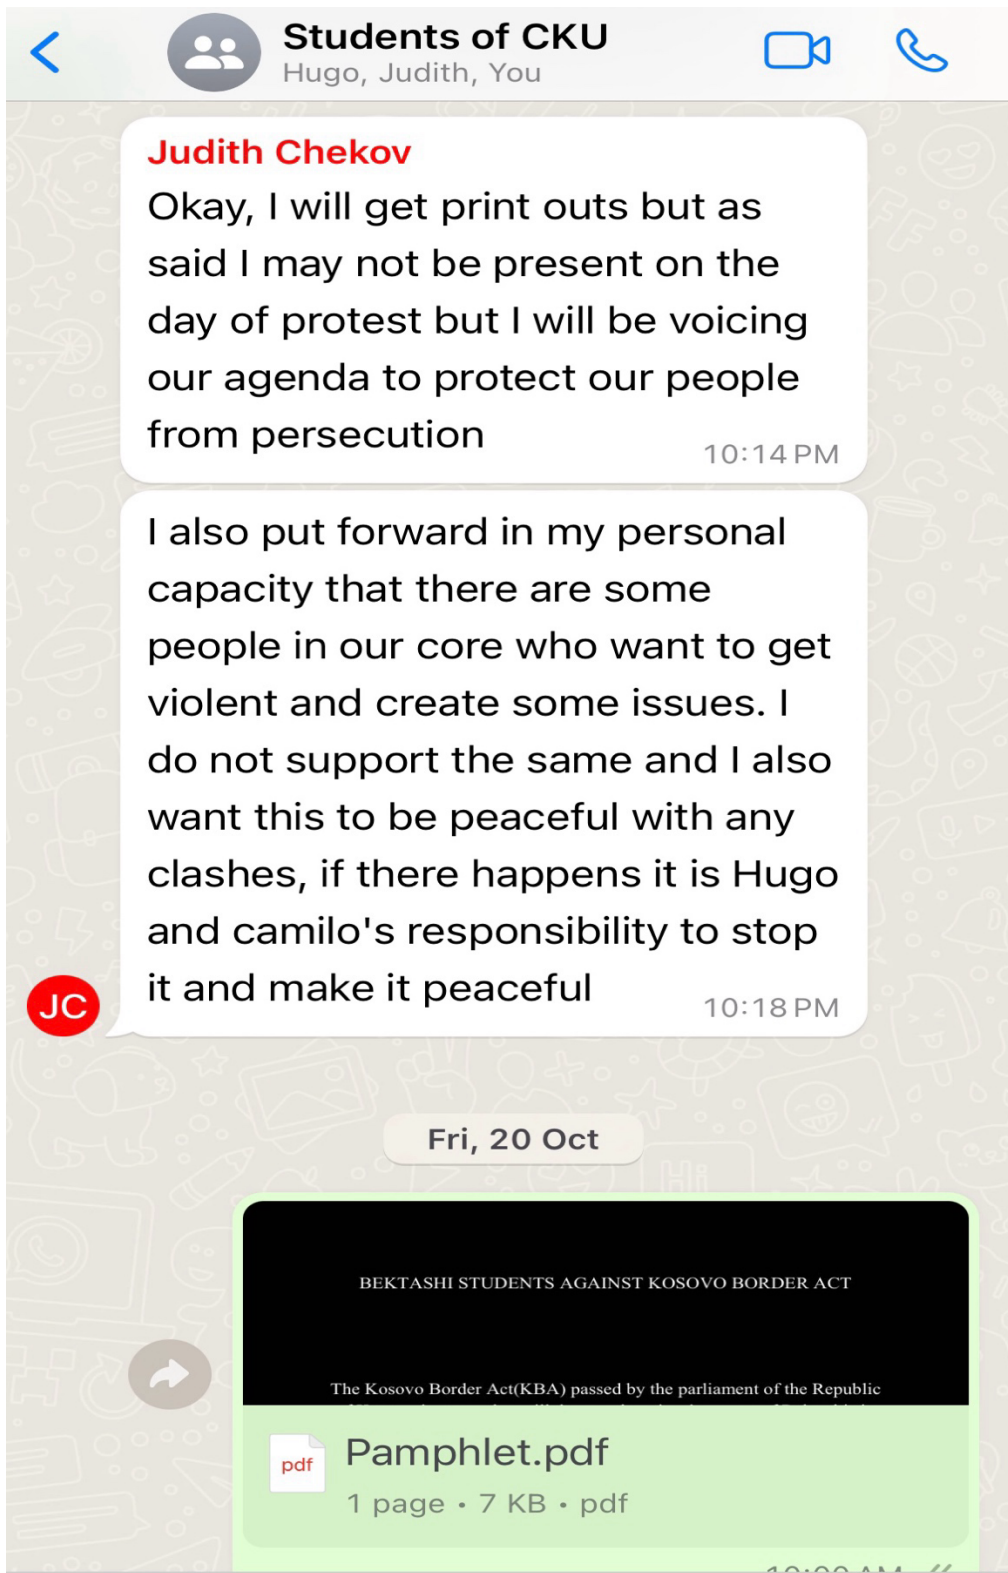 Students of CKU
Hugo, Judith, You
Judith Chekov
Okay, I will get print outs but as
said I may not be present on the
day of protest but I will be voicing
our agenda to protect our people
from persecution
10:14 PM
I also put forward in my personal
capacity that there are some
people in our core who want to get
violent and create some issues. I
do not support the same and I also
want this to be peaceful with any
clashes, if there happens it is Hugo
and camilo's responsibility to stop
it and make it peaceful
10:18 PM
JC
Fri, 20 Oct
BEKTASHI STUDENTS AGAINST KOSOVO BORDER ACT
The Kosovo Border Act(KBA) passed by the parliament of the Republic
pdf
Pamphlet.pdf
1 page • 7 KB • pdf